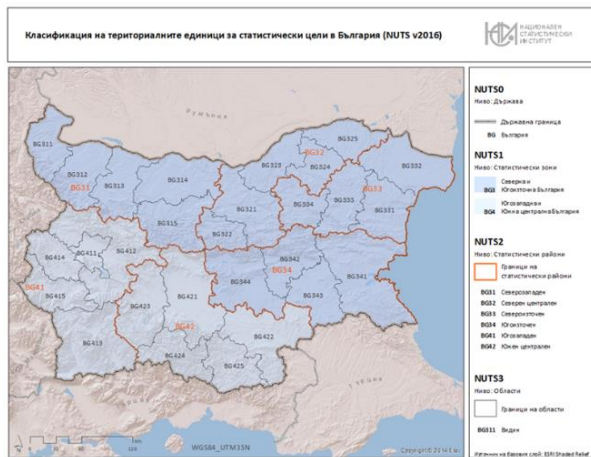 Класификация на териториалните единици за статистически цели в България (NUTS v2016)
НАЦИОНАЛЕН
СТАТИСТИЧЕСКИ
ИНСТИТУТ
Румъния
BG311
BG312
BG31
BG313
BG314
BG315
BG321
BG322
BG323
BG32
BG324
BG325
BG332
BG33
BG334
BG333
BG331
BG414
BG411
BG412
BG41
BG415
BG413
BG423
BG421
BG42
BG424
BG425
BG422
BG344
BG342
BG34
BG343
BG341
Турция
WGS84_UTM35N
NUTS0
Ниво: Държава
Държавна граница
BG България
NUTS1
Ниво: Статистически зони
BG3 Северна и
Югоизточна България
BG4 Югозападна и
Южна централна България
NUTS2
Ниво: Статистически райони
Граници на
статистически райони
BG31 Северозападен
BG32 Северен централен
BG33 Североизточен
BG34 Югоизточен
BG41 Югозападен
BG42 Южен централен
NUTS3
Ниво: Области
Граници на области
BG311 Видин